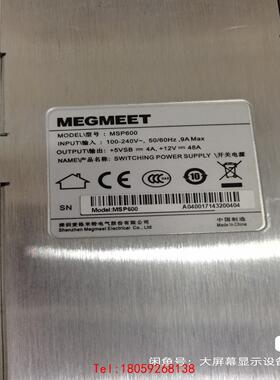 MEGMEET
MODEL/型号: MSP600
INPUT/输入: 100-240V~, 50/60Hz ,9A Max
OUTPUT/输出: +5VSB ⎓ 4A, +12V ⎓ 48A
NAME/产品名称: SWITCHING POWER SUPPLY \开关电源
10
SN
Model:MSP600
A040017143200404
深圳麦格米特电气股份有限公司
Shenzhen Megmeet Electrical Co., Ltd
中国制造
Made In China
闲鱼号: 大屏幕显示设备
Tel:18059268138